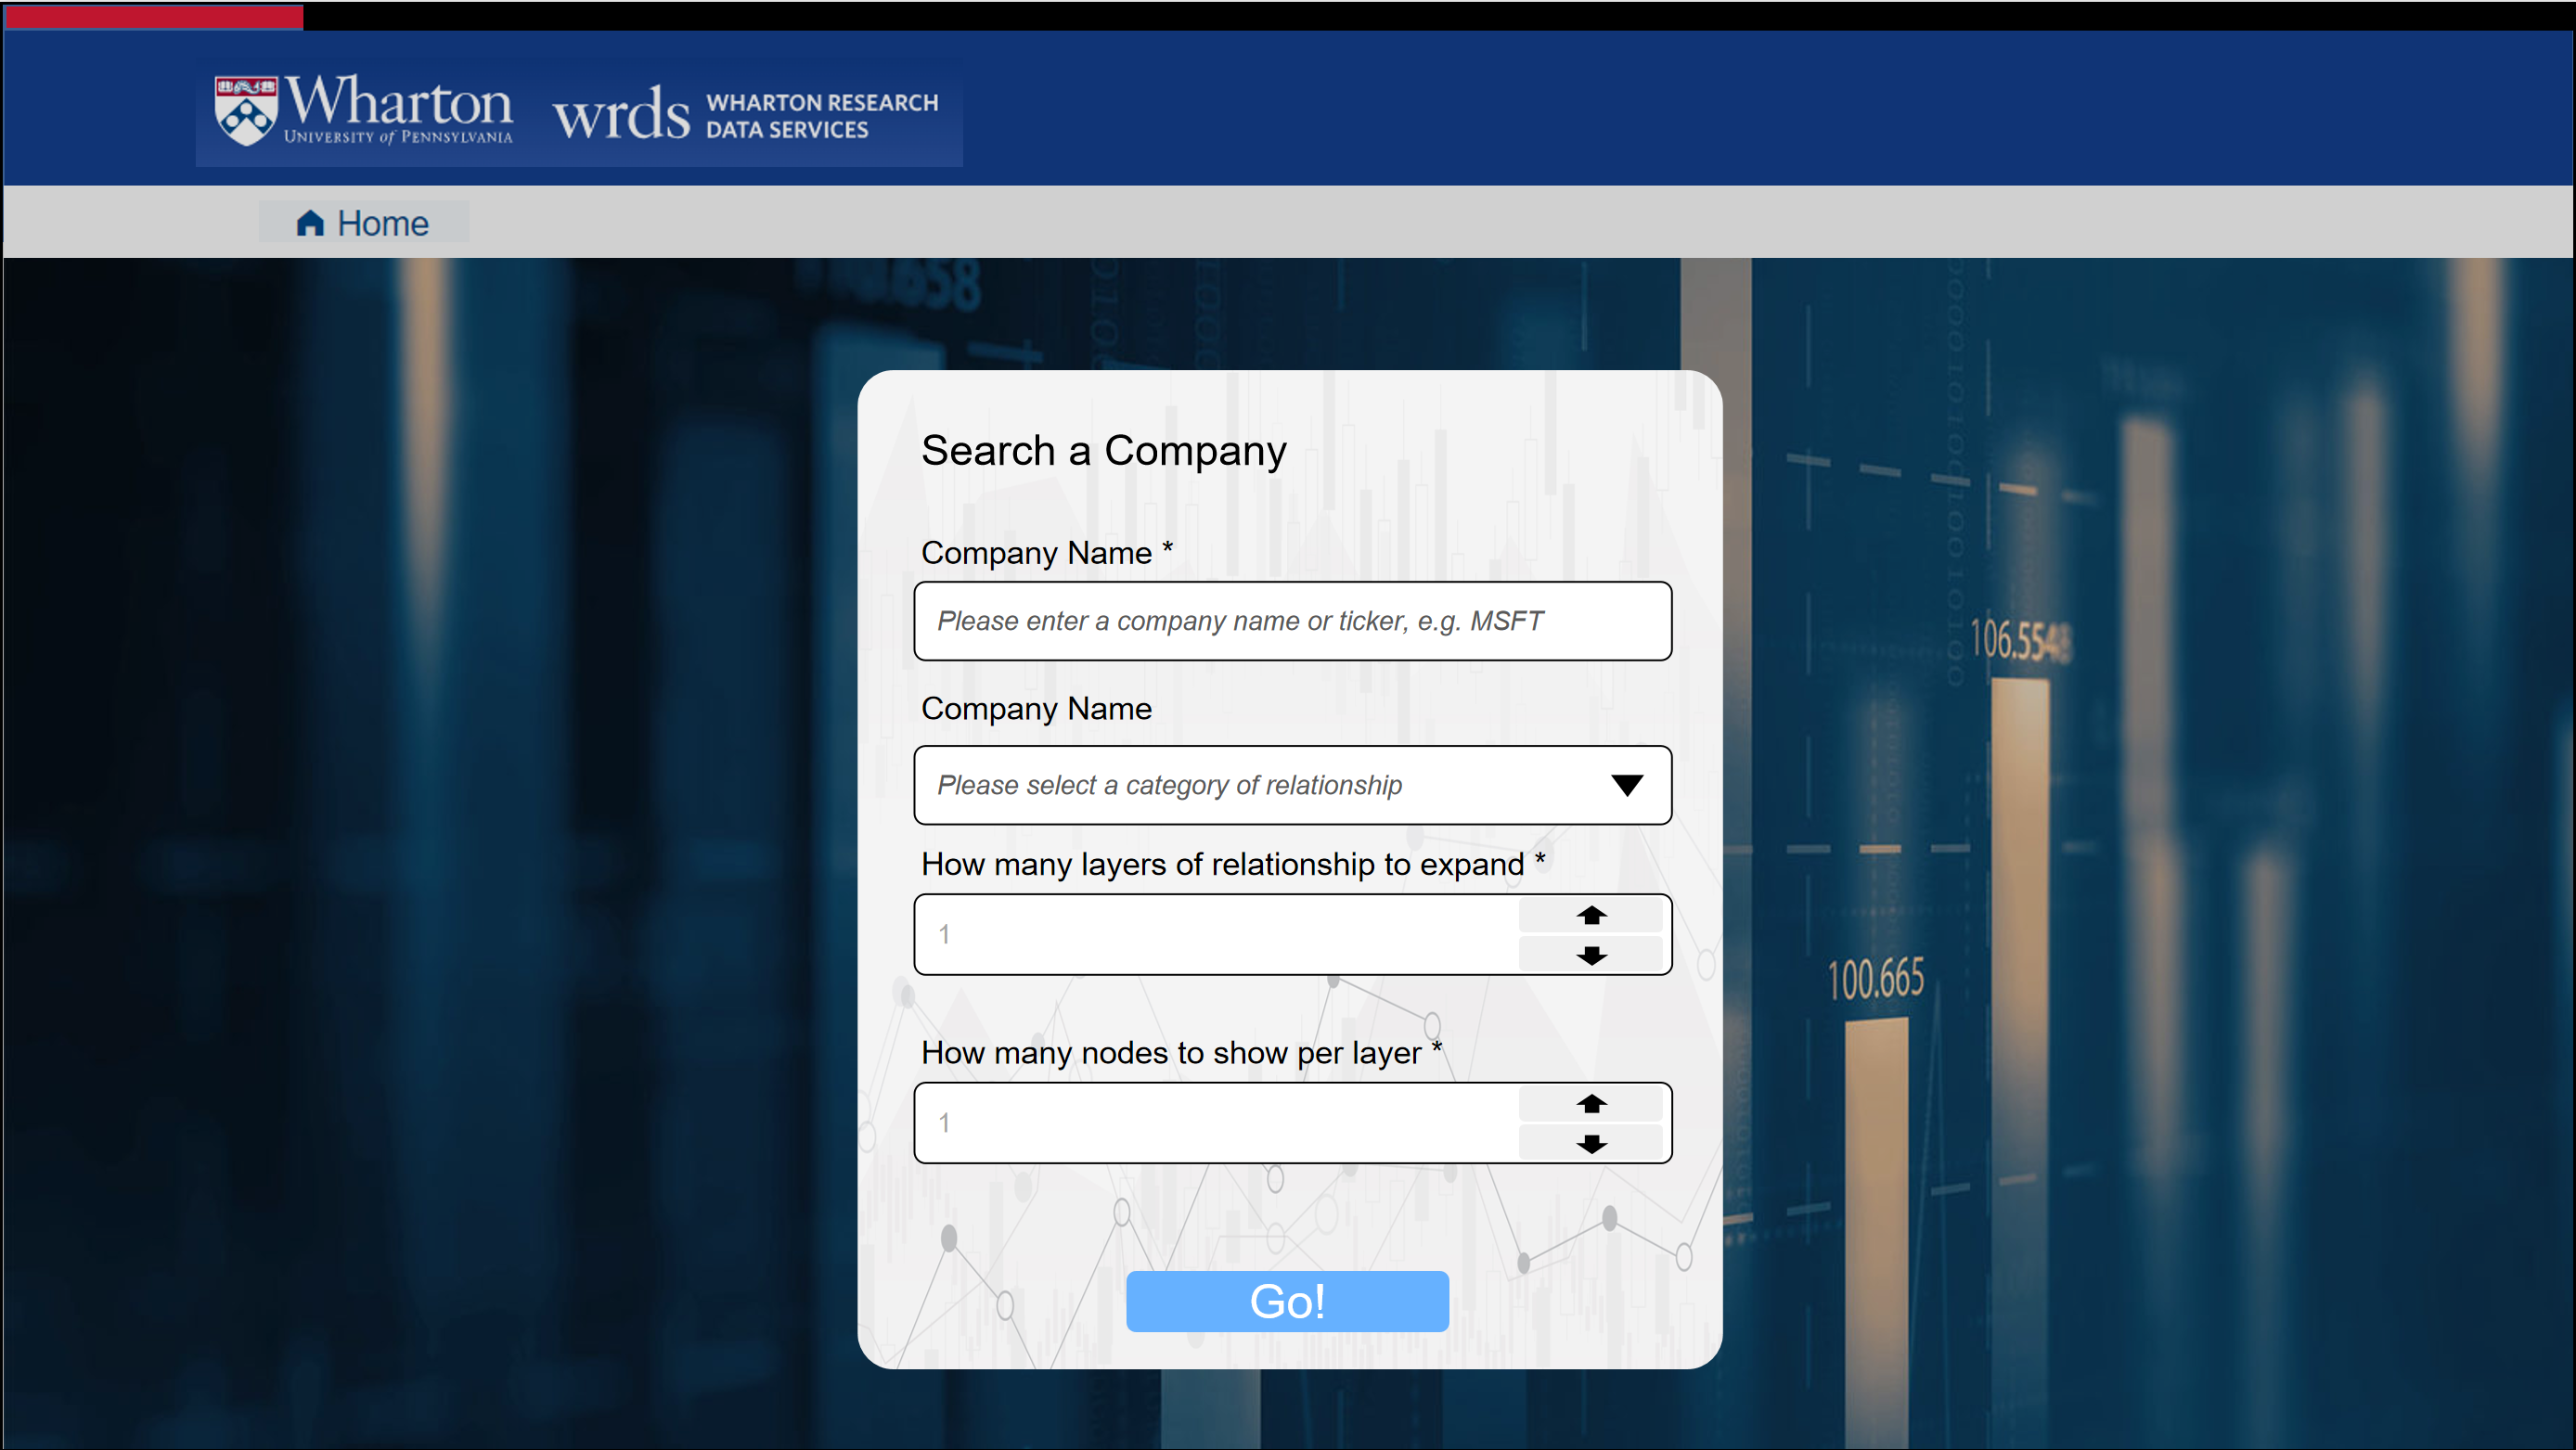 Wharton
UNIVERSITY of PENNSYLVANIA
wrds
WHARTON RESEARCH
DATA SERVICES
Home
Search a Company
Company Name *
Please enter a company name or ticker, e.g. MSFT
Company Name
Please select a category of relationship
How many layers of relationship to expand *
1
How many nodes to show per layer *
1
Go!
106.5548
100.665